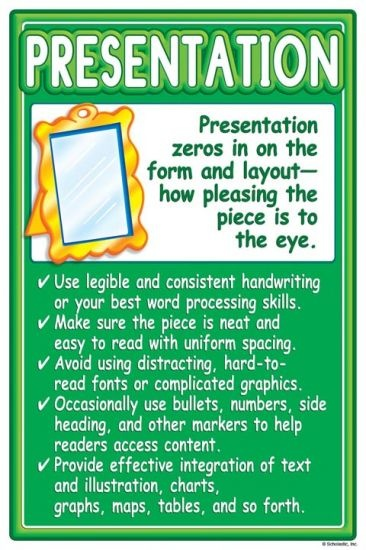 PRESENTATION
Presentation
zeros in on the
form and layout—
how pleasing the
piece is to
the eye.
✓ Use legible and consistent handwriting
or your best word processing skills.
✓ Make sure the piece is neat and
easy to read with uniform spacing.
✓ Avoid using distracting, hard-to-
read fonts or complicated graphics.
✓ Occasionally use bullets, numbers, side
heading, and other markers to help
readers access content.
✓ Provide effective integration of text
and illustration, charts,
graphs, maps, tables, and so forth.
© Scholastic, Inc.